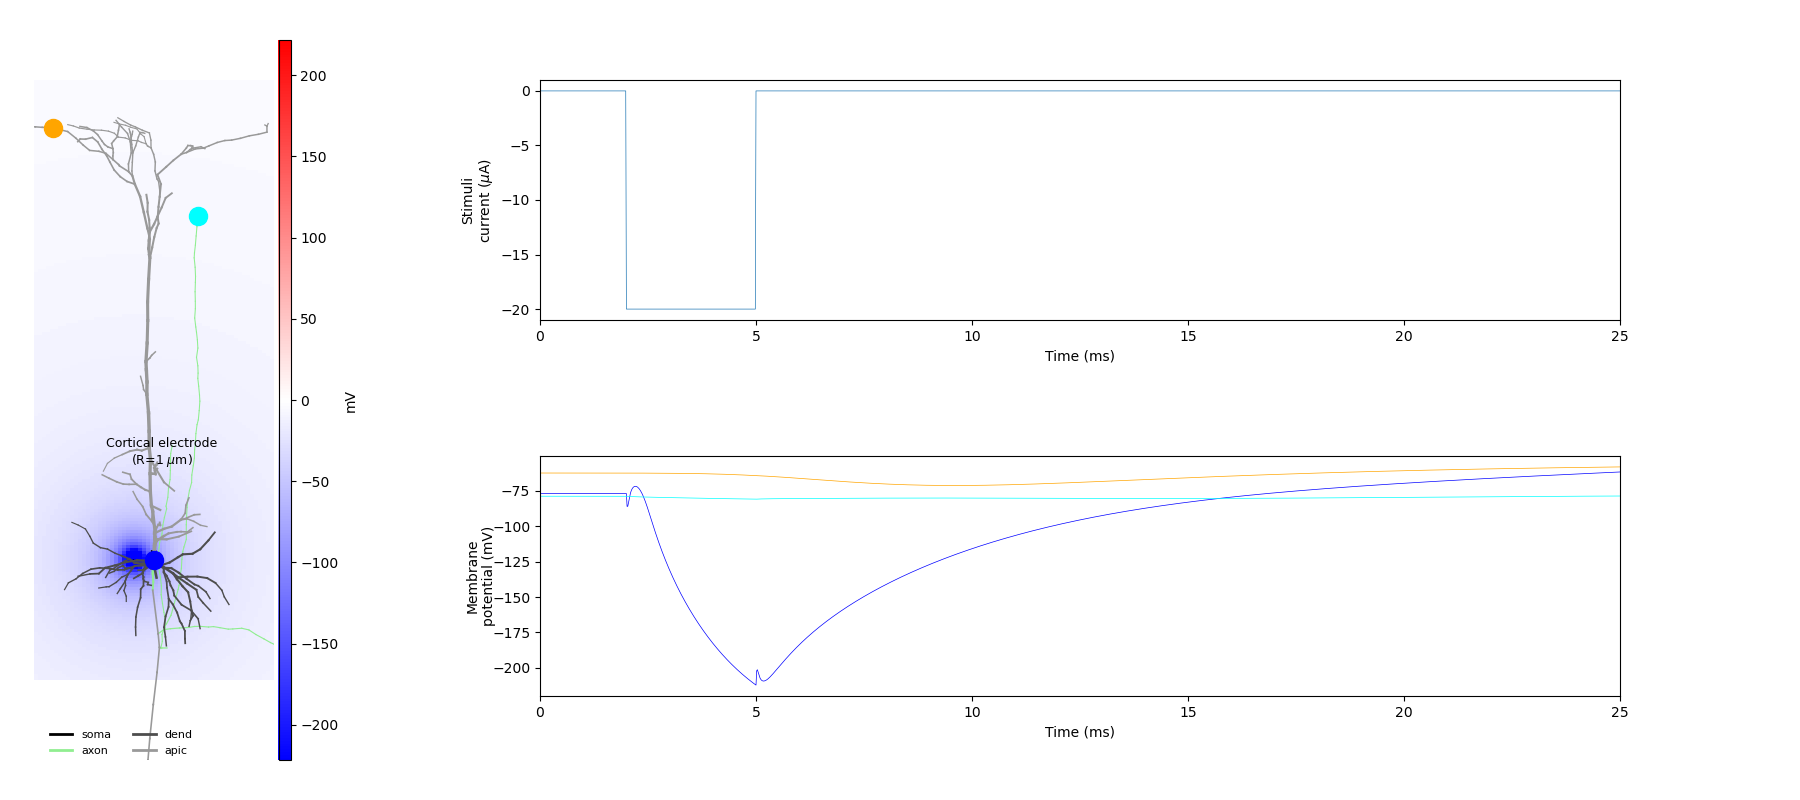 200
150
100
50
0
−50
−100
−150
−200
mV
Cortical electrode
(R=1 μm)
soma
axon
dend
apic
0
−5
−10
−15
−20
Stimuli
current (μA)
0 5 10 15 20 25
Time (ms)
−75
−100
−125
−150
−175
−200
Membrane
potential (mV)
0 5 10 15 20 25
Time (ms)